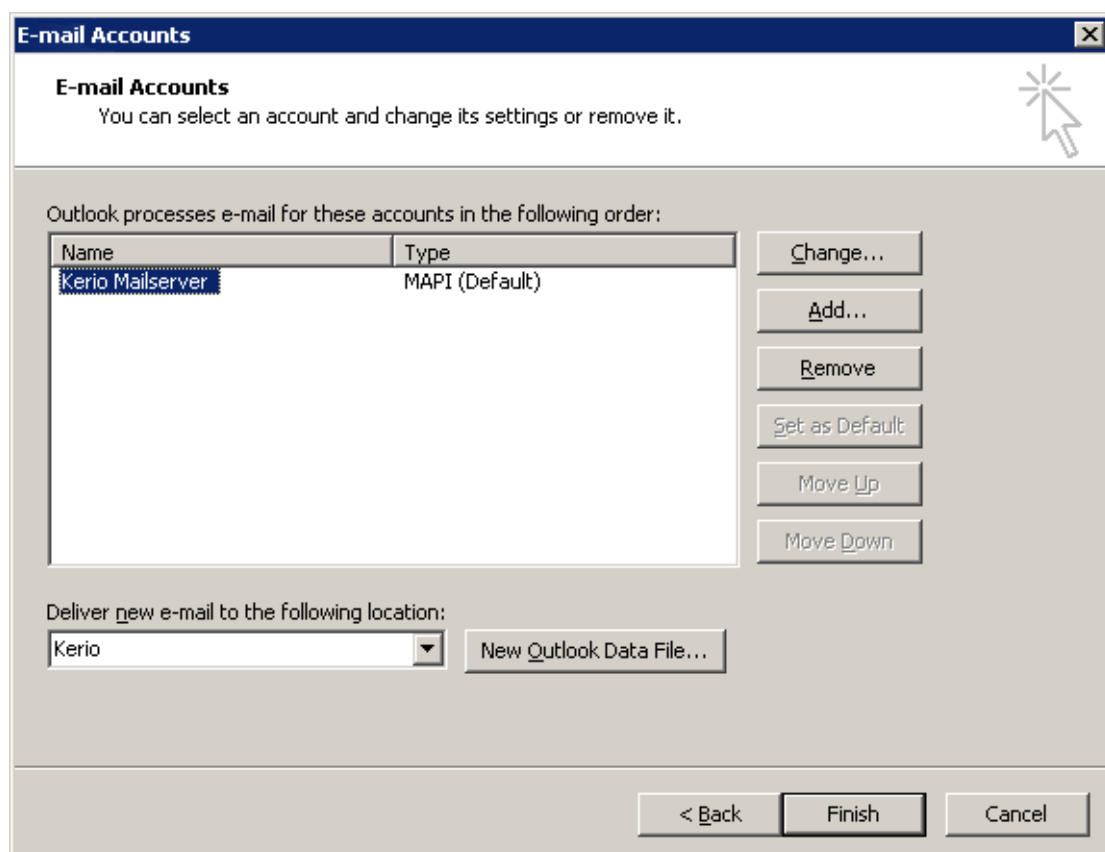 E-mail Accounts
E-mail Accounts
You can select an account and change its settings or remove it.
Outlook processes e-mail for these accounts in the following order:
Name Type
Kerio Mailserver MAPI (Default)
Change...
Add...
Remove
Set as Default
Move Up
Move Down
Deliver new e-mail to the following location:
Kerio
New Outlook Data File...
< Back Finish Cancel